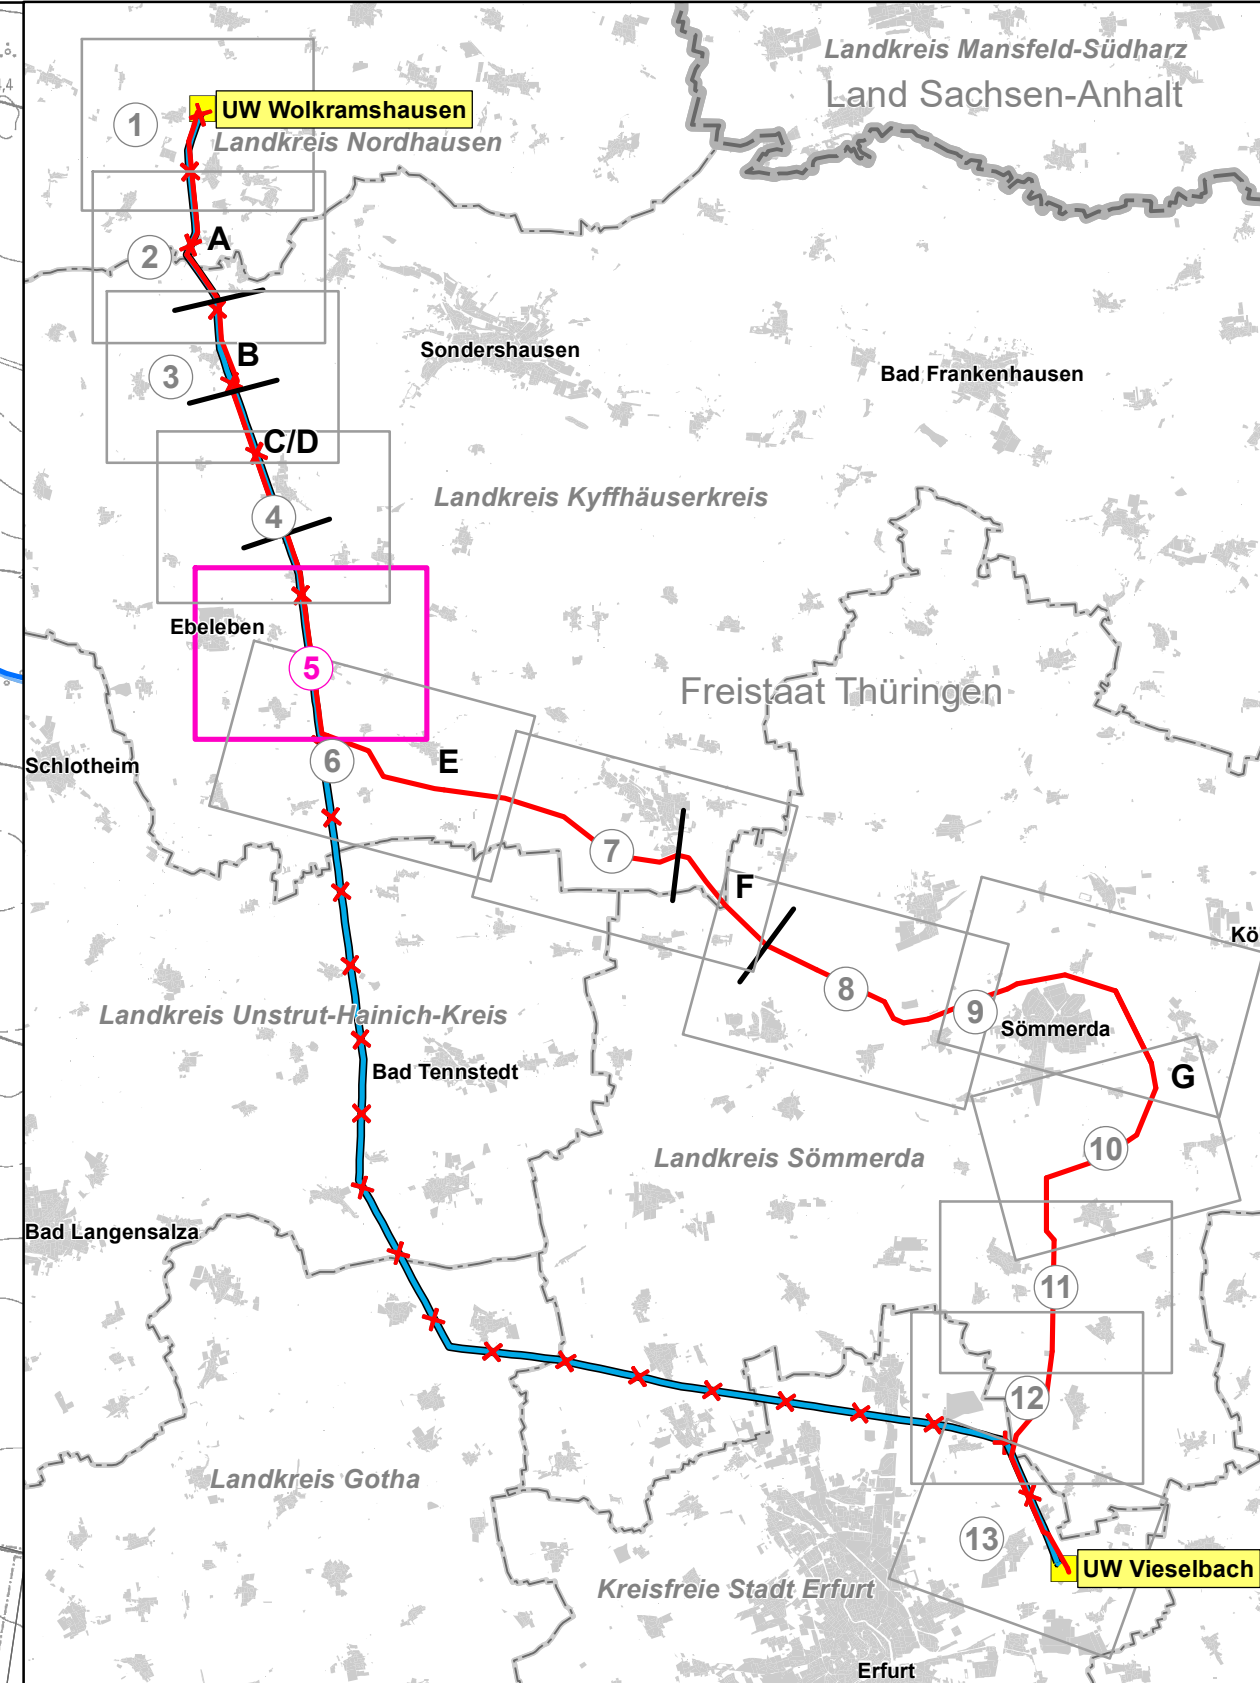 Landkreis Mansfeld-Südharz
Land Sachsen-Anhalt
4,4
UW Wolkramshausen
1
Landkreis Nordhausen
A
2
Sondershausen
B
3
Bad Frankenhausen
C/D
Landkreis Kyffhäuserkreis
4
Ebeleben
5
Freistaat Thüringen
Schlotheim
6
E
7
F
Kö
8
9
Landkreis Unstrut-Hainich-Kreis
Sömmerda
Bad Tennstedt
G
10
Landkreis Sömmerda
Bad Langensalza
11
12
Landkreis Gotha
13
UW Vieselbach
Kreisfreie Stadt Erfurt
Erfurt